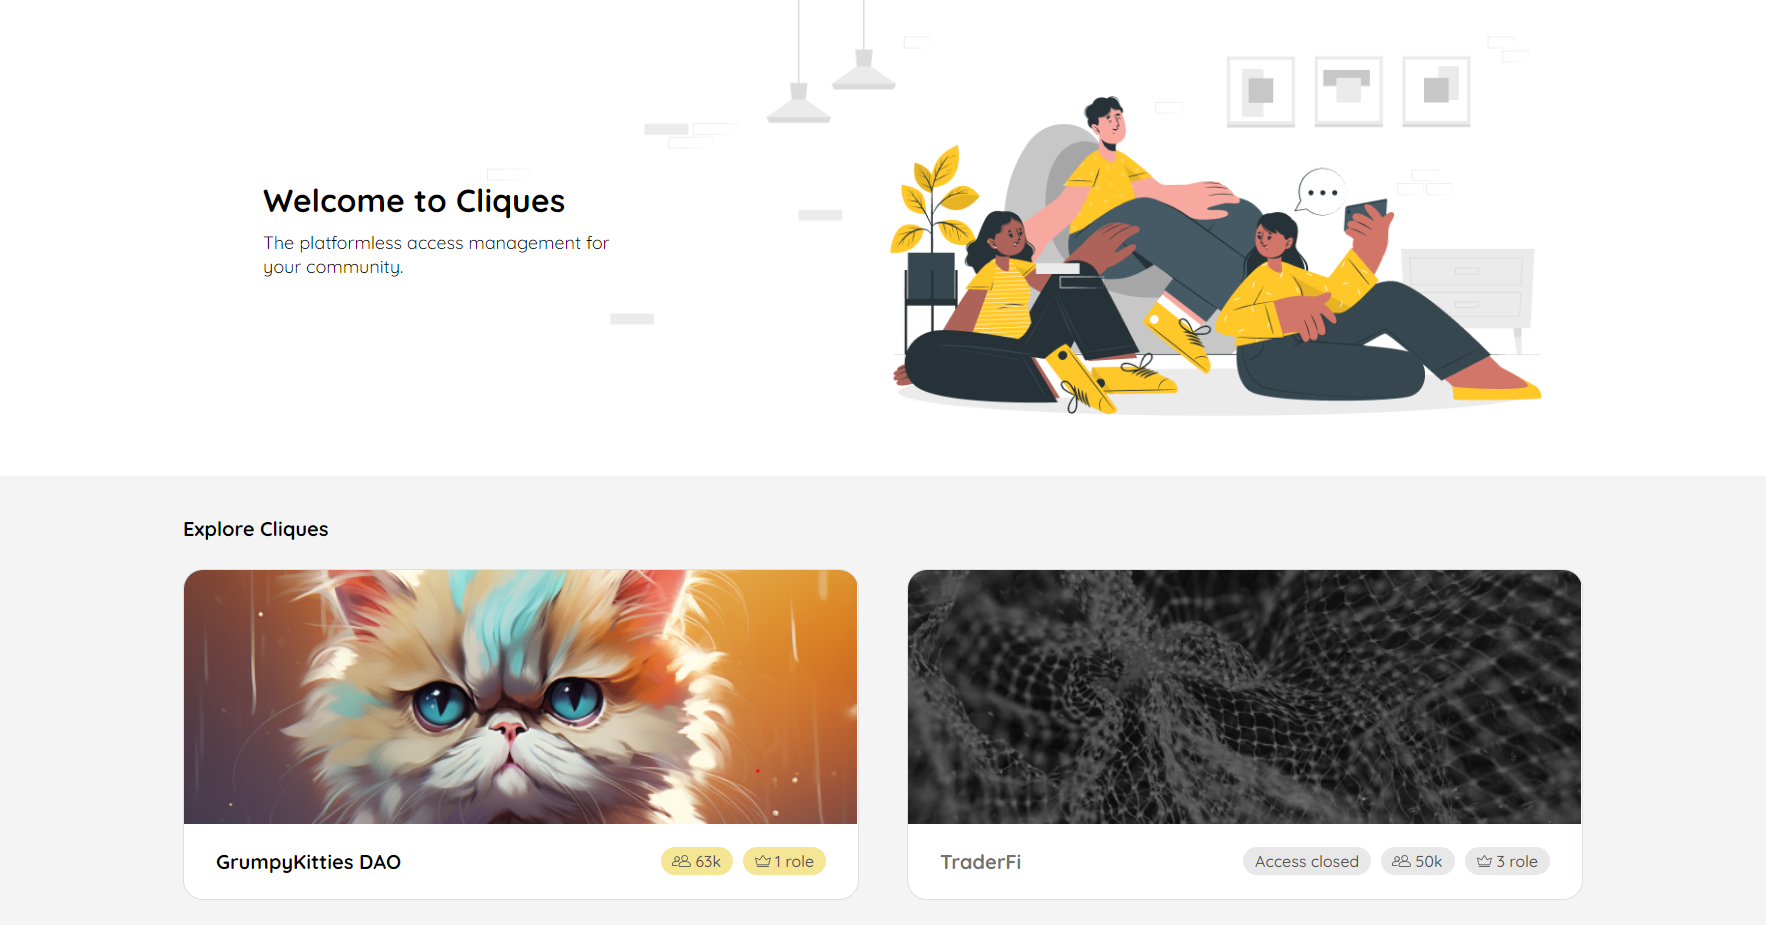 Welcome to Cliques
The platformless access management for
your community.
Explore Cliques
GrumpyKitties DAO
63k
1 role
TraderFi
Access closed
50k
3 role